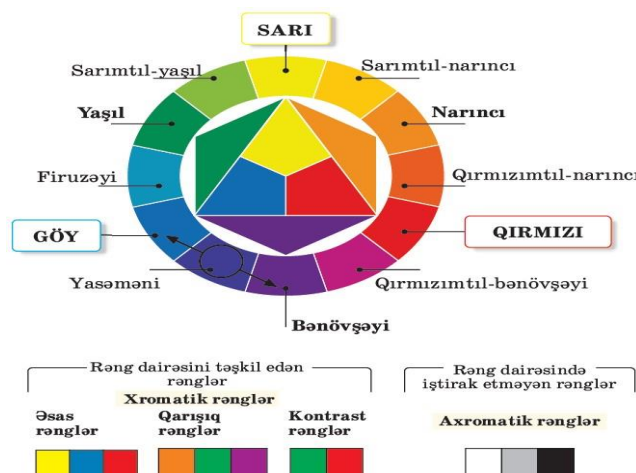 SARI
Sarımtıl-yaşıl
Sarımtıl-narıncı
Yaşıl
Narıncı
Firuzəyi
Qırmızımtıl-narıncı
GÖY
QIRMIZI
Yasəməni
Qırmızımtıl-bənövşəyi
Bənövşəyi
Rəng dairəsini təşkil edən
rənglər
Xromatik rənglər
Əsas
rənglər
Qarışıq
rənglər
Kontrast
rənglər
Rəng dairəsində
iştirak etməyən rənglər
Axromatik rənglər